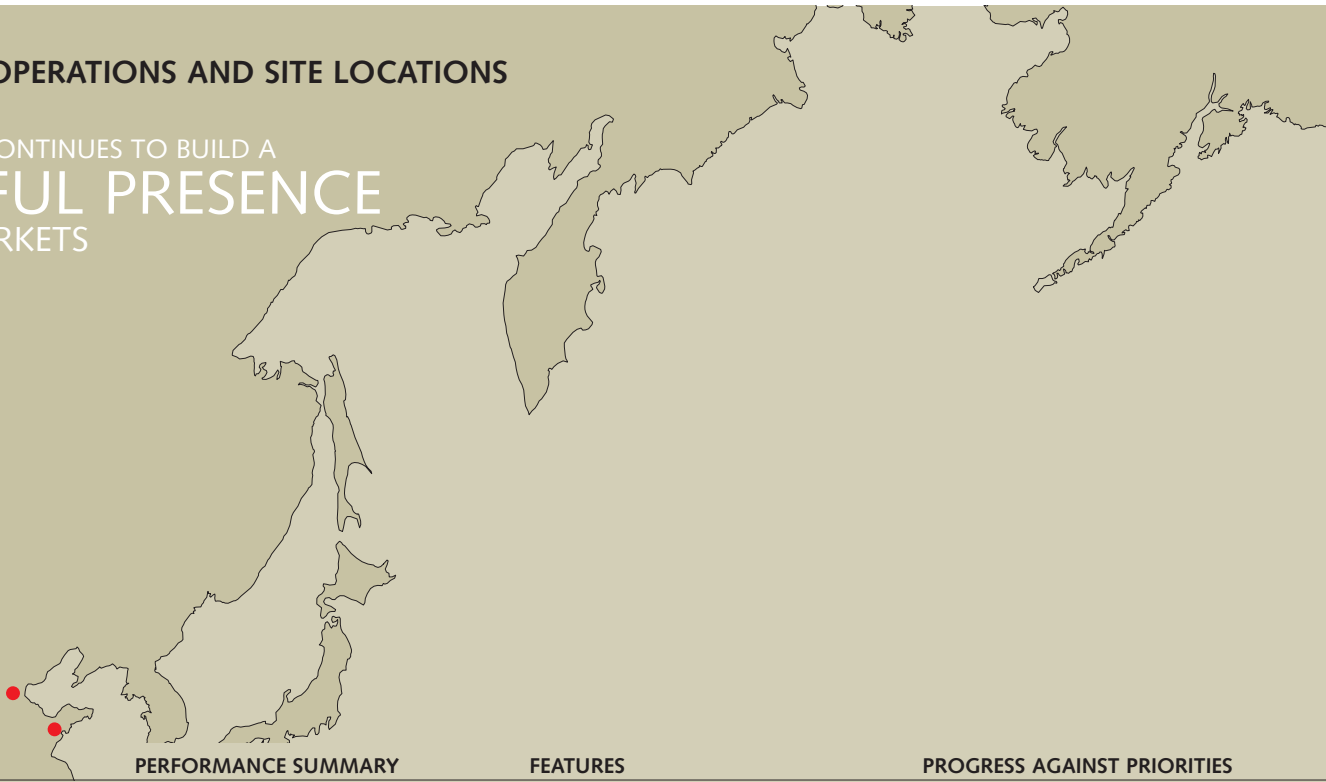 OPERATIONS AND SITE LOCATIONS
ONTINUES TO BUILD A
FUL PRESENCE
RKETS
PERFORMANCE SUMMARY FEATURES PROGRESS AGAINST PRIORITIES